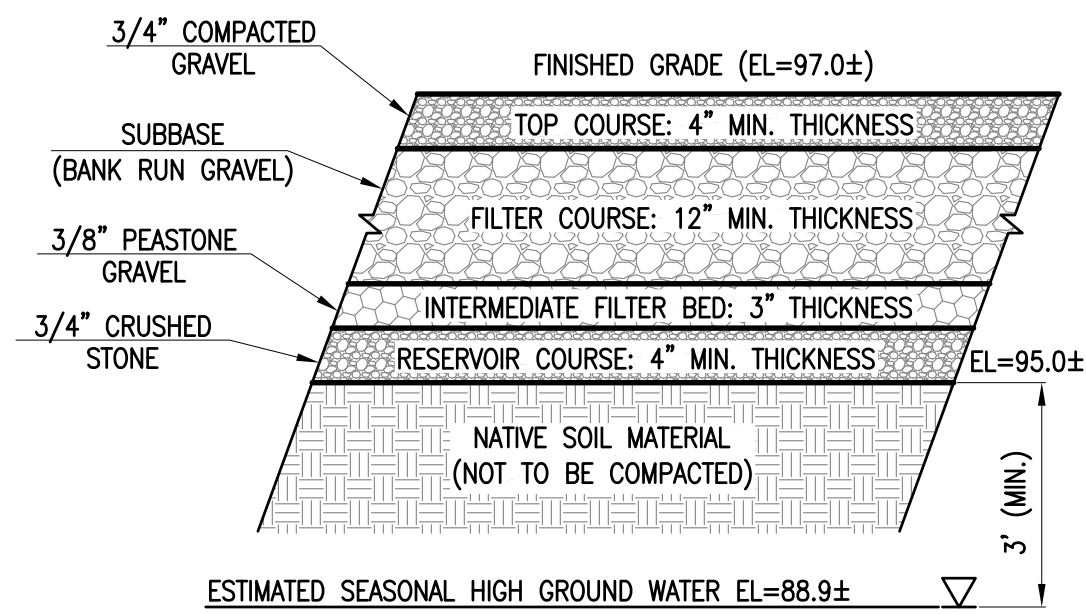 3/4" COMPACTED
GRAVEL
FINISHED GRADE (EL=97.0±)
TOP COURSE: 4" MIN. THICKNESS
SUBBASE
(BANK RUN GRAVEL)
FILTER COURSE: 12" MIN. THICKNESS
3/8" PEASTONE
GRAVEL
INTERMEDIATE FILTER BED: 3" THICKNESS
3/4" CRUSHED
STONE
RESERVOIR COURSE: 4" MIN. THICKNESS
EL=95.0±
NATIVE SOIL MATERIAL
(NOT TO BE COMPACTED)
3' (MIN.)
ESTIMATED SEASONAL HIGH GROUND WATER EL=88.9±